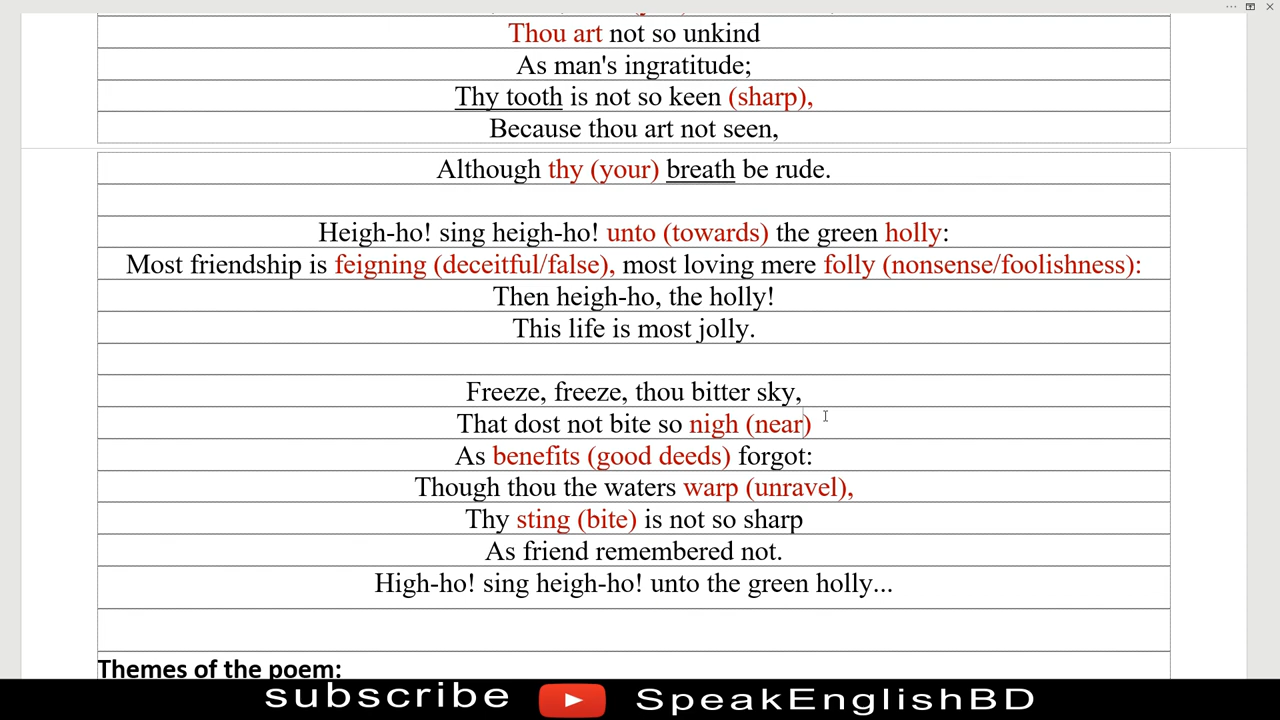 Thou art not so unkind
As man's ingratitude;
Thy tooth is not so keen (sharp),
Because thou art not seen,
Although thy (your) breath be rude.
Heigh-ho! sing heigh-ho! unto (towards) the green holly:
Most friendship is feigning (deceitful/false), most loving mere folly (nonsense/foolishness):
Then heigh-ho, the holly!
This life is most jolly.
Freeze, freeze, thou bitter sky,
That dost not bite so nigh (near)
As benefits (good deeds) forgot:
Though thou the waters warp (unravel),
Thy sting (bite) is not so sharp
As friend remembered not.
High-ho! sing heigh-ho! unto the green holly...
Themes of the poem:
subscribe SpeakEnglishBD